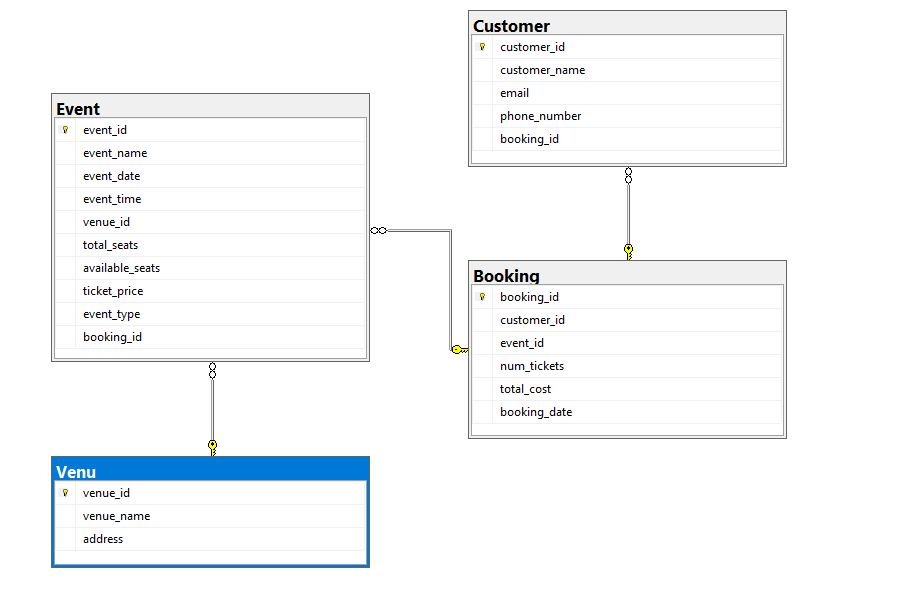 Customer
customer_id
customer_name
email
phone_number
booking_id
Event
event_id
event_name
event_date
event_time
venue_id
total_seats
available_seats
ticket_price
event_type
booking_id
Booking
booking_id
customer_id
event_id
num_tickets
total_cost
booking_date
Venu
venue_id
venue_name
address